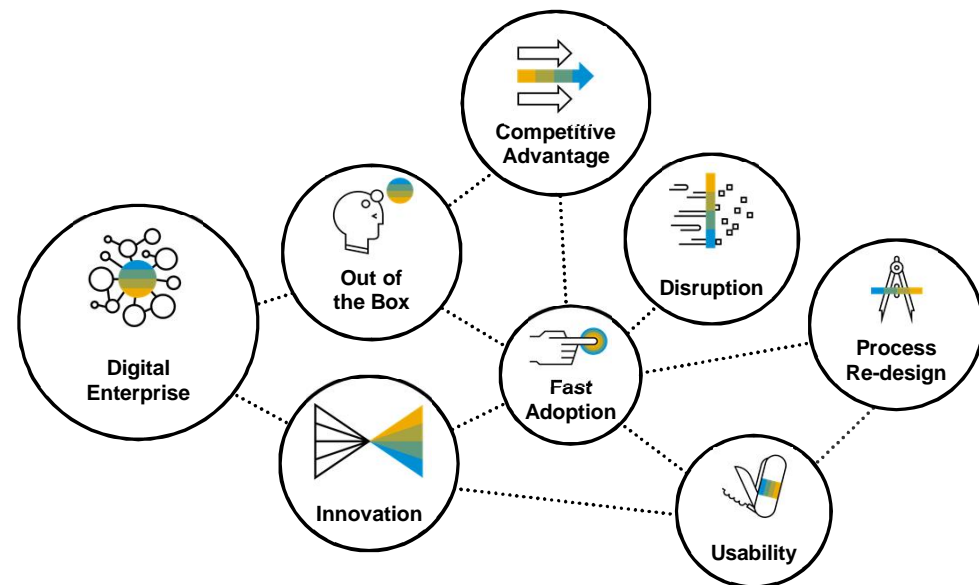 Competitive
Advantage
Out of
the Box
Disruption
Digital
Enterprise
Fast
Adoption
Process
Re-design
Innovation
Usability